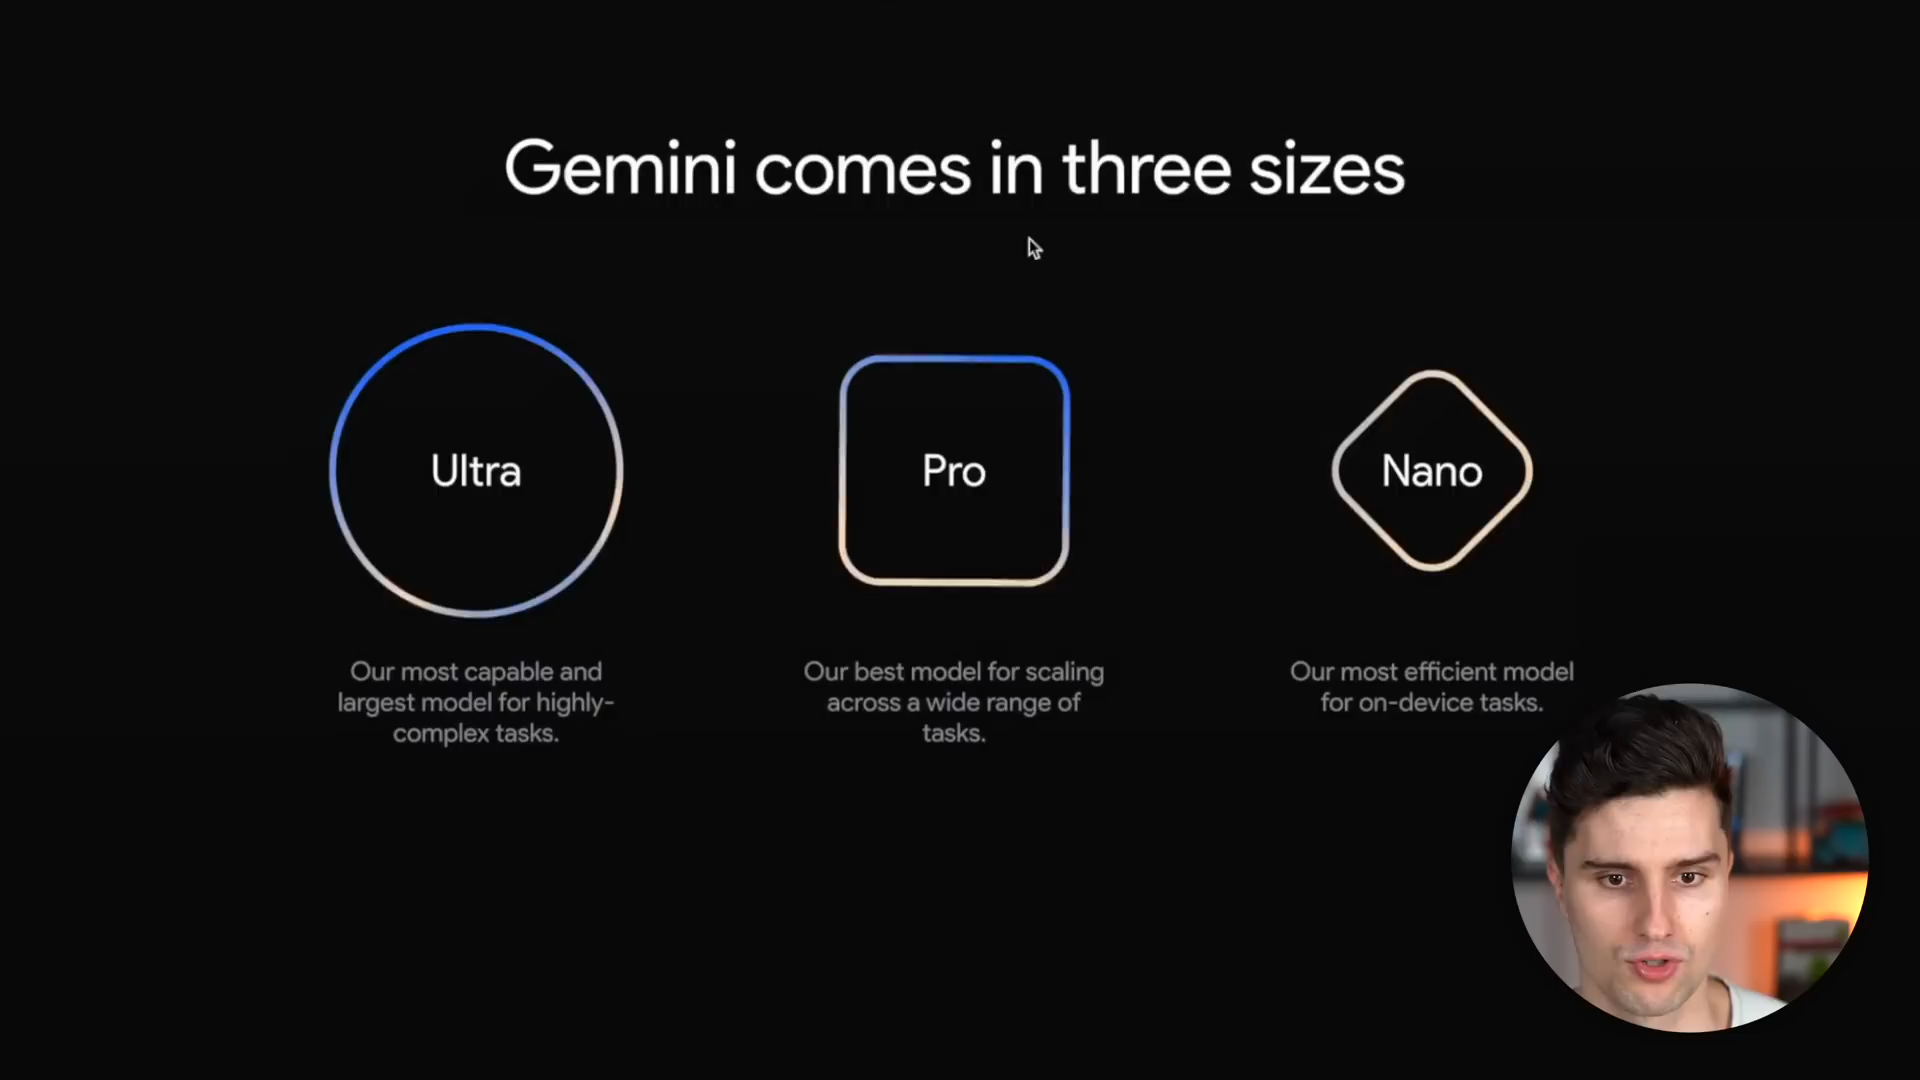 Gemini comes in three sizes
Ultra
Pro
Nano
Our most capable and
largest model for highly-
complex tasks.
Our best model for scaling
across a wide range of
tasks.
Our most efficient model
for on-device tasks.